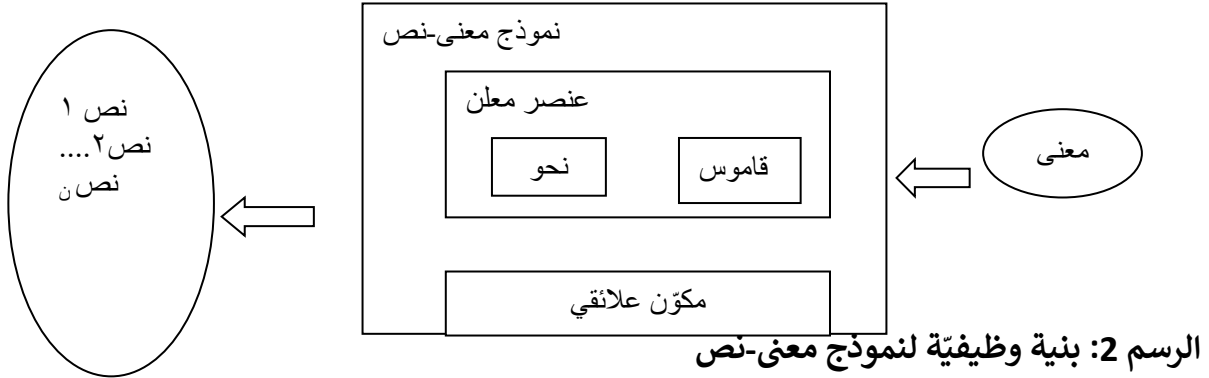 نموذج معنى-نص
عنصر معلن
قاموس
نحو
مكوّن علائقي
معنى
نص ١
نص٢....
نص ن
الرسم 2: بنية وظيفيّة لنموذج معنى-نص